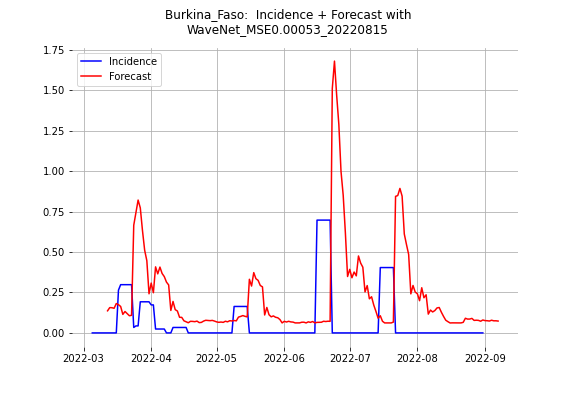 Burkina_Faso:  Incidence + Forecast with
WaveNet_MSE0.00053_20220815
Incidence
Forecast
1.75
1.50
1.25
1.00
0.75
0.50
0.25
0.00
2022-03 2022-04 2022-05 2022-06 2022-07 2022-08 2022-09